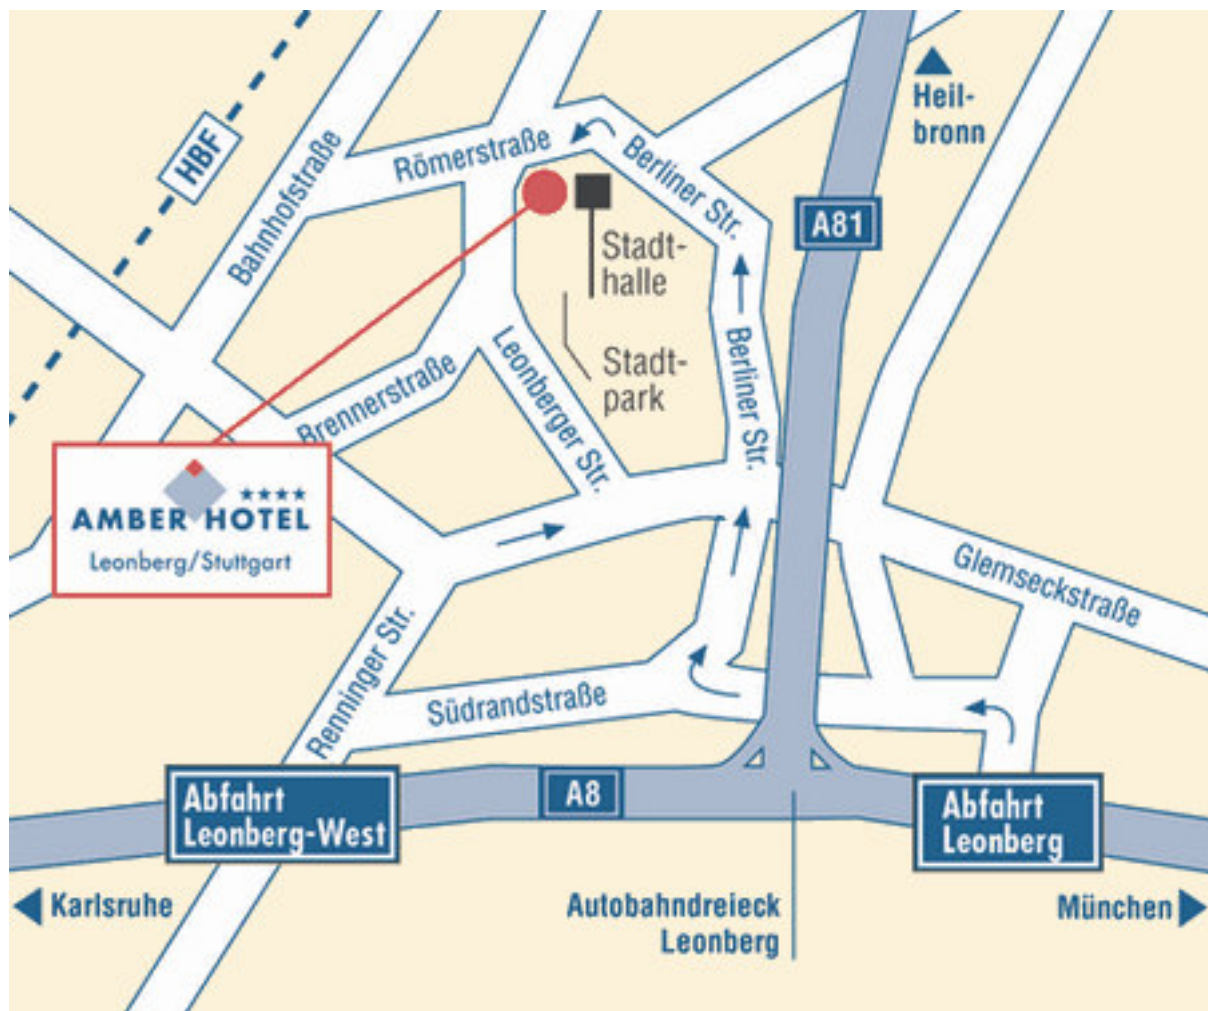 Heil-
bronn
HBF
Bahnhofstraße
Römerstraße
Berliner Str.
A81
Stadt-
halle
Stadt-
park
Leonberger Str.
Berliner Str.
Brennerstraße
★★★★
AMBER HOTEL
Leonberg/Stuttgart
Glemseckstraße
Renninger Str.
Südrandstraße
Abfahrt
Leonberg-West
A8
Abfahrt
Leonberg
Karlsruhe
Autobahndreieck
Leonberg
München